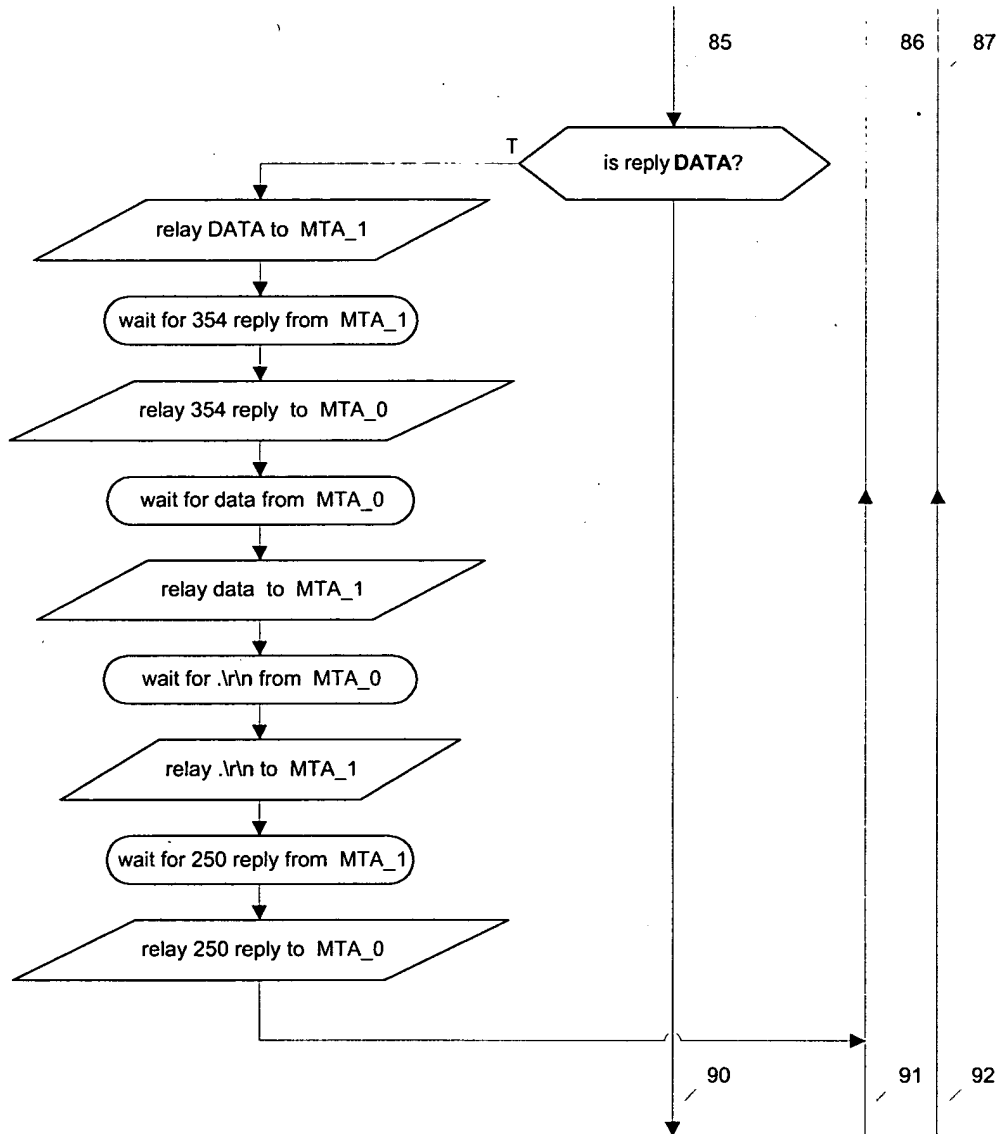 85
86
87
T
is reply DATA?
relay DATA to MTA_1
wait for 354 reply from MTA_1
relay 354 reply to MTA_0
wait for data from MTA_0
relay data to MTA_1
wait for .\r\n from MTA_0
relay .\r\n to MTA_1
wait for 250 reply from MTA_1
relay 250 reply to MTA_0
90
91
92